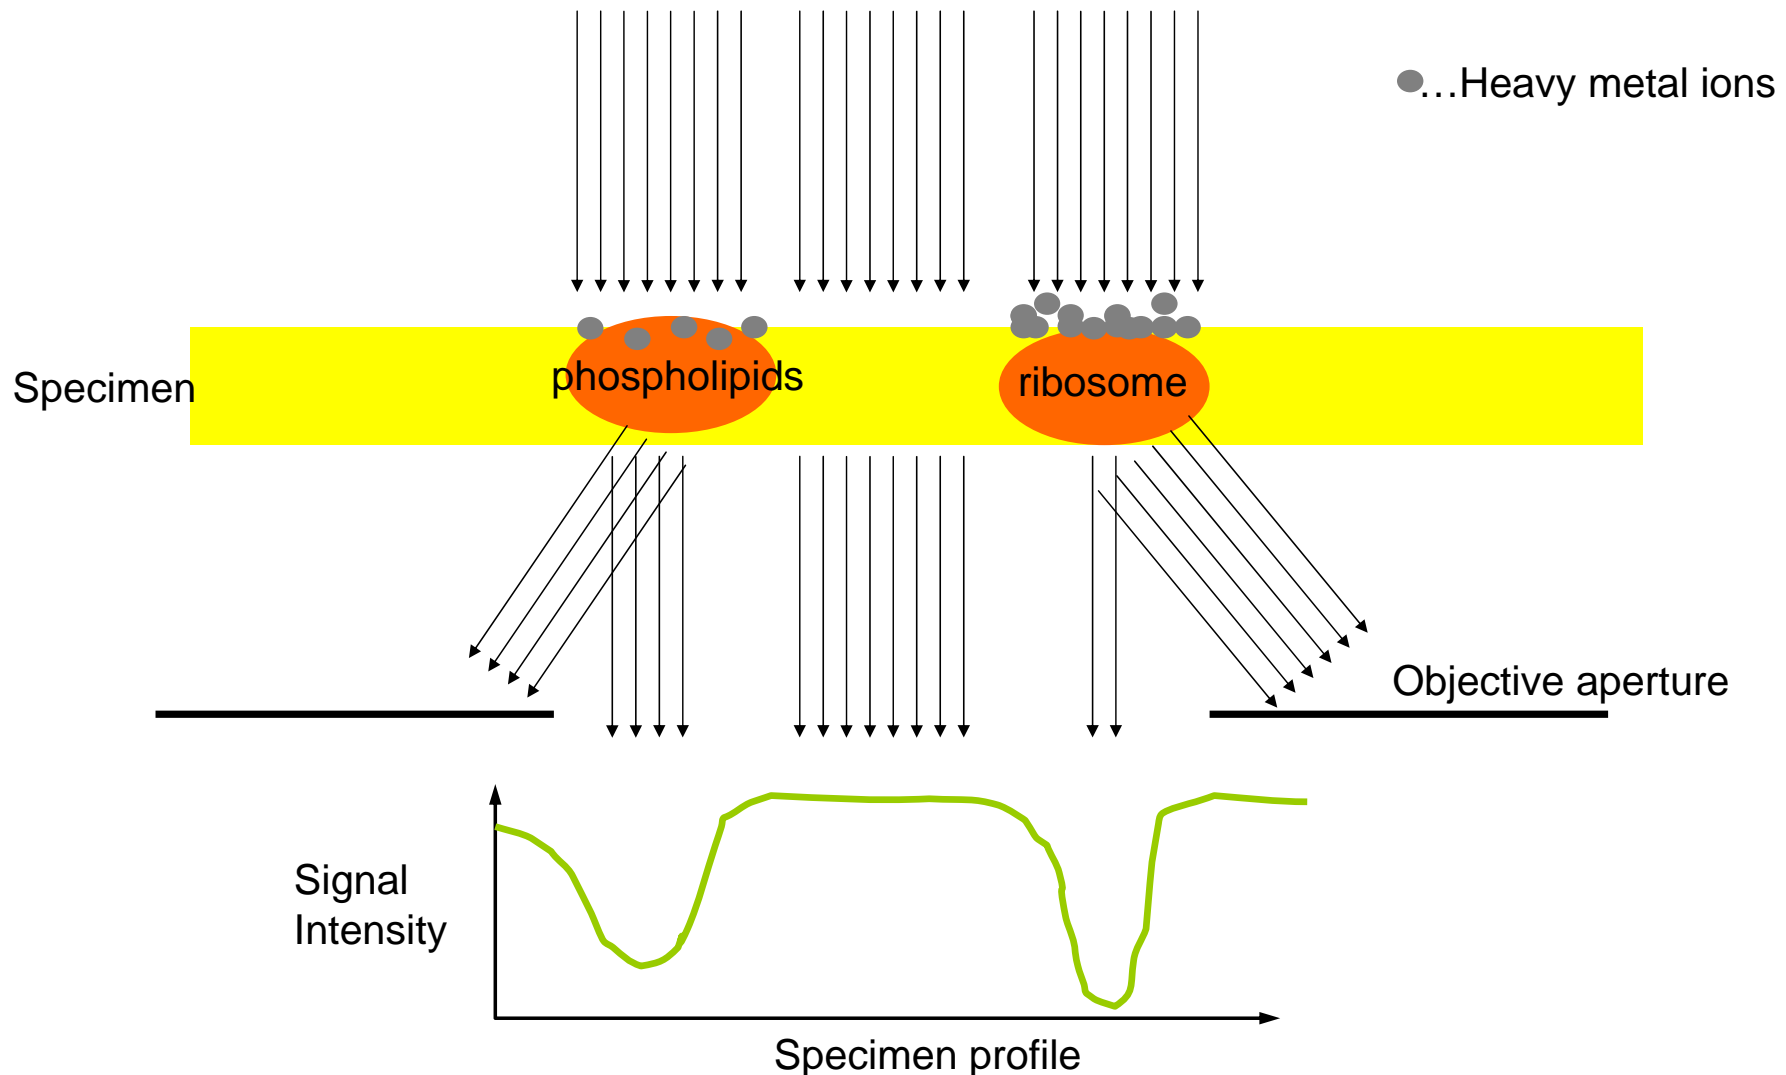 …Heavy metal ions
phospholipids
ribosome
Specimen
Objective aperture
Signal
Intensity
Specimen profile